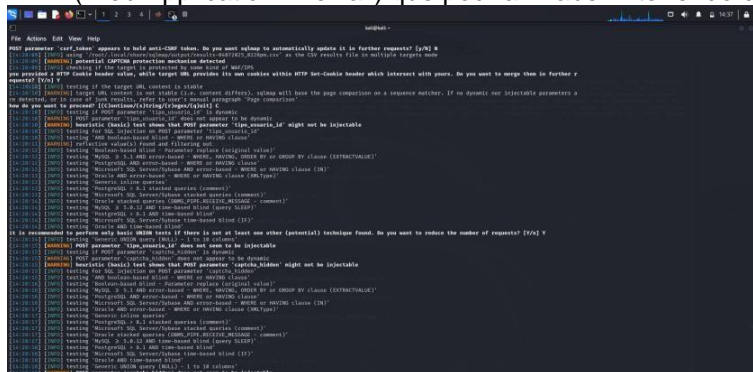 1 2 3 4
14:37
kali@kali: ~
File Actions Edit View Help
POST parameter 'csrf_token' appears to hold anti-CSRF token. Do you want sqlmap to automatically update it in further requests? [y/N] N
[INFO] using '/root/.local/share/sqlmap/output/results- as the CSV results file in multiple targets mode
[WARNING] potential CAPTCHA protection mechanism detected
[INFO] checking if the target is protected by some kind of WAF/IPS
you provided a HTTP Cookie header value, while target URL provides its own cookies within HTTP Set-Cookie header which intersect with yours. Do you want to merge them in further r
equests? [Y/n] Y
[INFO] testing if the target URL content is stable
[WARNING] target URL content is not stable (i.e. content differs). sqlmap will base the page comparison on a sequence matcher. If no dynamic nor injectable parameters a
re detected, or in case of junk results, refer to user's manual paragraph 'Page comparison'
how do you want to proceed? [(C)ontinue/(s)tring/(r)egex/(q)uit] C
[INFO] testing if POST parameter 'tipo_usuario_id' is dynamic
[WARNING] POST parameter 'tipo_usuario_id' does not appear to be dynamic
[WARNING] heuristic (basic) test shows that POST parameter 'tipo_usuario_id' might not be injectable
[INFO] testing for SQL injection on POST parameter 'tipo_usuario_id'
[INFO] testing 'AND boolean-based blind - WHERE or HAVING clause'
[WARNING] reflective value(s) found and filtering out
[INFO] testing 'Boolean-based blind - Parameter replace (original value)'
[INFO] testing 'MySQL ≥ 5.1 AND error-based - WHERE, HAVING, ORDER BY or GROUP BY clause (EXTRACTVALUE)'
[INFO] testing 'PostgreSQL AND error-based - WHERE or HAVING clause'
[INFO] testing 'Microsoft SQL Server/Sybase AND error-based - WHERE or HAVING clause (IN)'
[INFO] testing 'Oracle AND error-based - WHERE or HAVING clause (XMLType)'
[INFO] testing 'Generic inline queries'
[INFO] testing 'PostgreSQL > 8.1 stacked queries (comment)'
[INFO] testing 'Microsoft SQL Server/Sybase stacked queries (comment)'
[INFO] testing 'Oracle stacked queries (DBMS_PIPE.RECEIVE_MESSAGE - comment)'
[INFO] testing 'MySQL ≥ 5.0.12 AND time-based blind (query SLEEP)'
[INFO] testing 'PostgreSQL > 8.1 AND time-based blind'
[INFO] testing 'Microsoft SQL Server/Sybase time-based blind (IF)'
[INFO] testing 'Oracle AND time-based blind'
it is recommended to perform only basic UNION tests if there is not at least one other (potential) technique found. Do you want to reduce the number of requests? [Y/n] Y
[INFO] testing 'Generic UNION query (NULL) - 1 to 10 columns'
[WARNING] POST parameter 'tipo_usuario_id' does not seem to be injectable
[INFO] testing if POST parameter 'captcha_hidden' is dynamic
[WARNING] POST parameter 'captcha_hidden' does not appear to be dynamic
[WARNING] heuristic (basic) test shows that POST parameter 'captcha_hidden' might not be injectable
[INFO] testing for SQL injection on POST parameter 'captcha_hidden'
[INFO] testing 'AND boolean-based blind - WHERE or HAVING clause'
[INFO] testing 'Boolean-based blind - Parameter replace (original value)'
[INFO] testing 'MySQL ≥ 5.1 AND error-based - WHERE, HAVING, ORDER BY or GROUP BY clause (EXTRACTVALUE)'
[INFO] testing 'PostgreSQL AND error-based - WHERE or HAVING clause'
[INFO] testing 'Microsoft SQL Server/Sybase AND error-based - WHERE or HAVING clause (IN)'
[INFO] testing 'Oracle AND error-based - WHERE or HAVING clause (XMLType)'
[INFO] testing 'Generic inline queries'
[INFO] testing 'PostgreSQL > 8.1 stacked queries (comment)'
[INFO] testing 'Microsoft SQL Server/Sybase stacked queries (comment)'
[INFO] testing 'Oracle stacked queries (DBMS_PIPE.RECEIVE_MESSAGE - comment)'
[INFO] testing 'MySQL ≥ 5.0.12 AND time-based blind (query SLEEP)'
[INFO] testing 'PostgreSQL > 8.1 AND time-based blind'
[INFO] testing 'Microsoft SQL Server/Sybase time-based blind (IF)'
[INFO] testing 'Oracle AND time-based blind'
[INFO] testing 'Generic UNION query (NULL) - 1 to 10 columns'